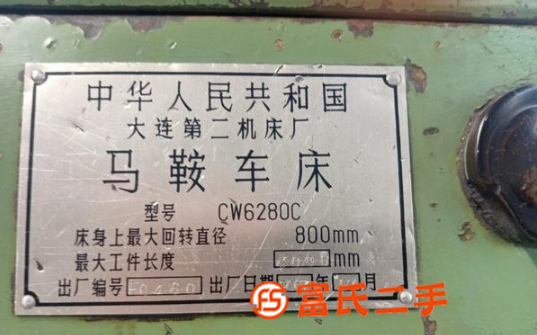 中华人民共和国
大连第二机床厂
马鞍车床
型号 CW6280C
床身上最大回转直径 800mm
最大工件长度 mm
出厂编号 出厂日期 年 月
富氏二手